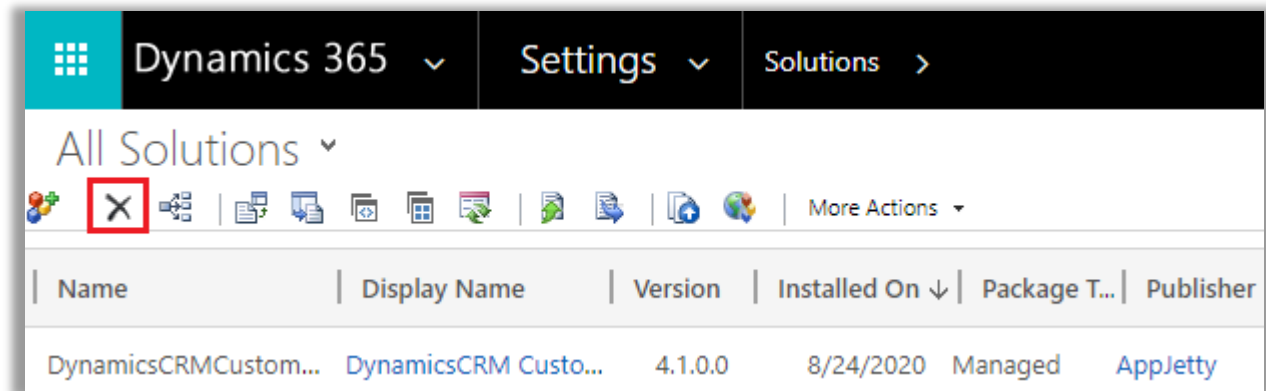 Dynamics 365 Settings Solutions
All Solutions
More Actions
Name Display Name Version Installed On Package T... Publisher
DynamicsCRMCustom... DynamicsCRM Custo... 4.1.0.0 8/24/2020 Managed AppJetty